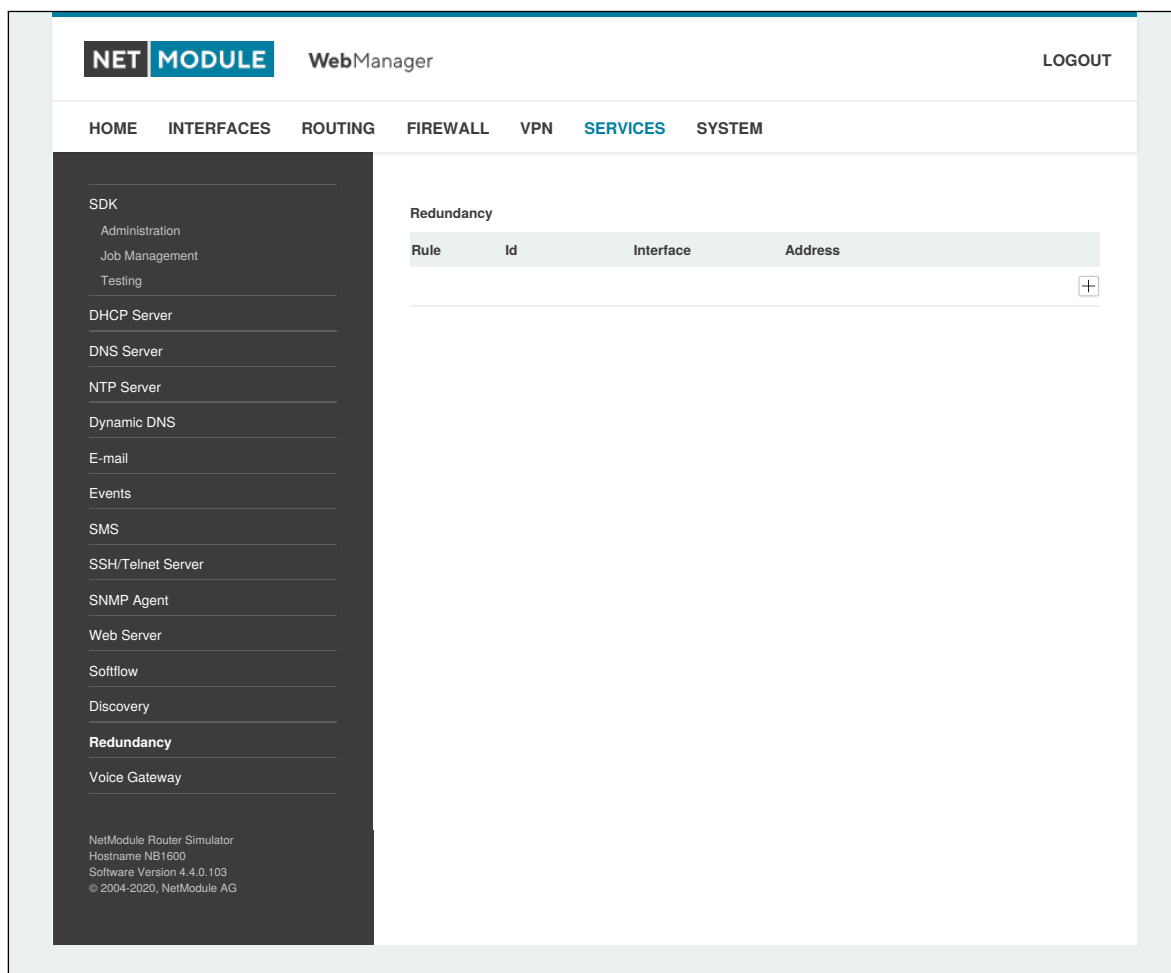 NET MODULE WebManager LOGOUT
HOME INTERFACES ROUTING FIREWALL VPN SERVICES SYSTEM
SDK
Administration
Job Management
Testing
DHCP Server
DNS Server
NTP Server
Dynamic DNS
E-mail
Events
SMS
SSH/Telnet Server
SNMP Agent
Web Server
Softflow
Discovery
Redundancy
Voice Gateway
NetModule Router Simulator
Hostname NB1600
Software Version 4.4.0.103
© 2004-2020, NetModule AG
Redundancy
Rule Id Interface Address